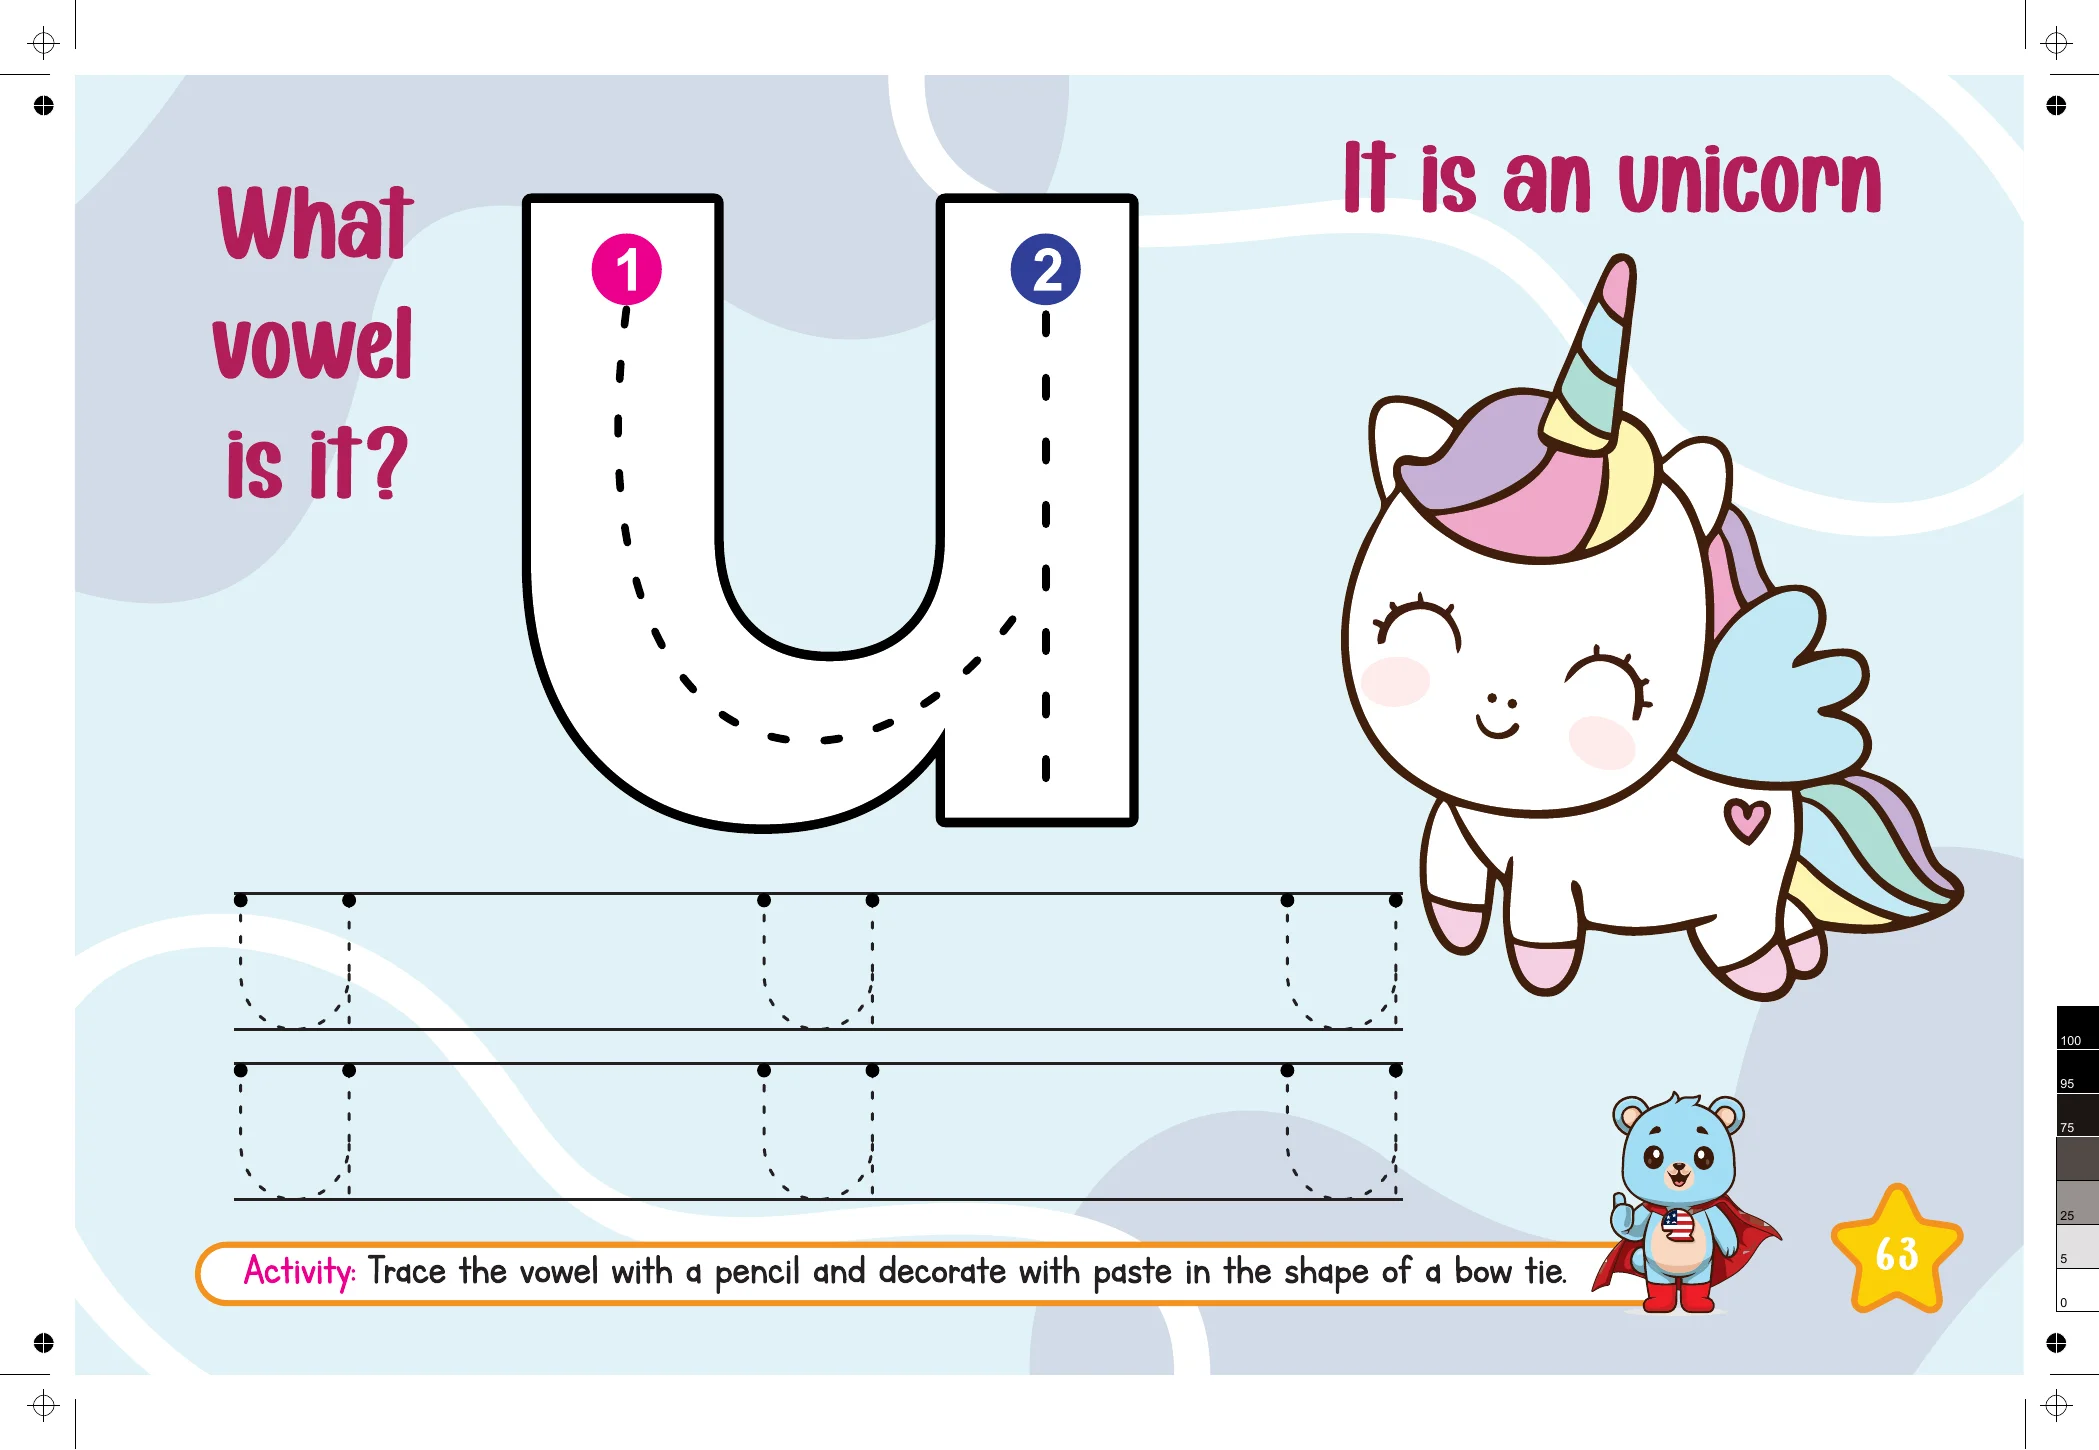 What
vowel
is it?
1
2
It is an unicorn
Activity: Trace the vowel with a pencil and decorate with paste in the shape of a bow tie.
63
100
95
75
25
5
0